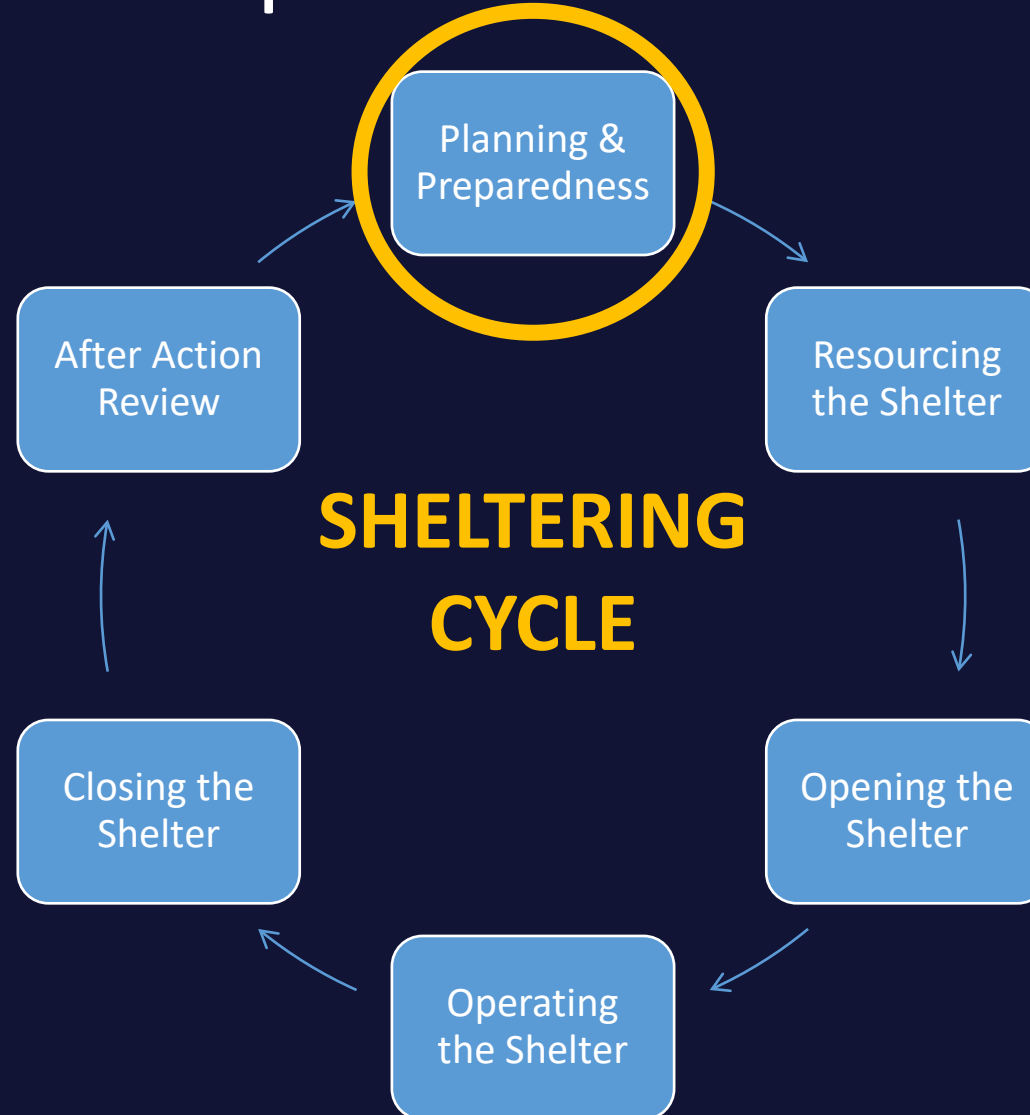 Planning &
Preparedness
Resourcing
the Shelter
Opening the
Shelter
Operating
the Shelter
Closing the
Shelter
After Action
Review
SHELTERING
CYCLE